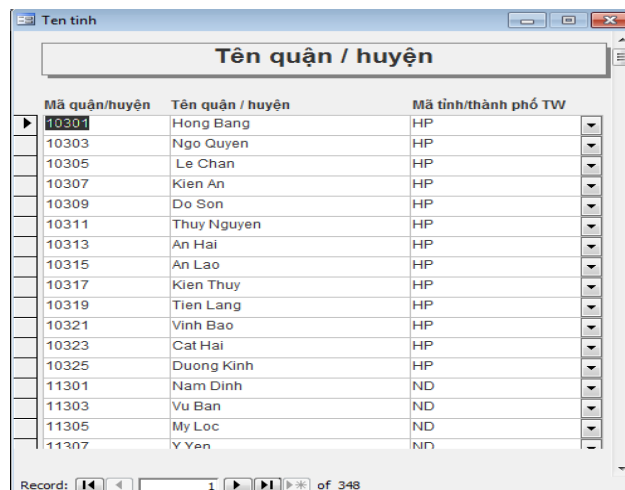 Ten tinh
Tên quận / huyện
Mã quận/huyện Tên quận / huyện Mã tỉnh/thành phố TW
10301 Hong Bang HP
10303 Ngo Quyen HP
10305 Le Chan HP
10307 Kien An HP
10309 Do Son HP
10311 Thuy Nguyen HP
10313 An Hai HP
10315 An Lao HP
10317 Kien Thuy HP
10319 Tien Lang HP
10321 Vinh Bao HP
10323 Cat Hai HP
10325 Duong Kinh HP
11301 Nam Dinh ND
11303 Vu Ban ND
11305 My Loc ND
11307 Y Yen ND
Record: 1 of 348